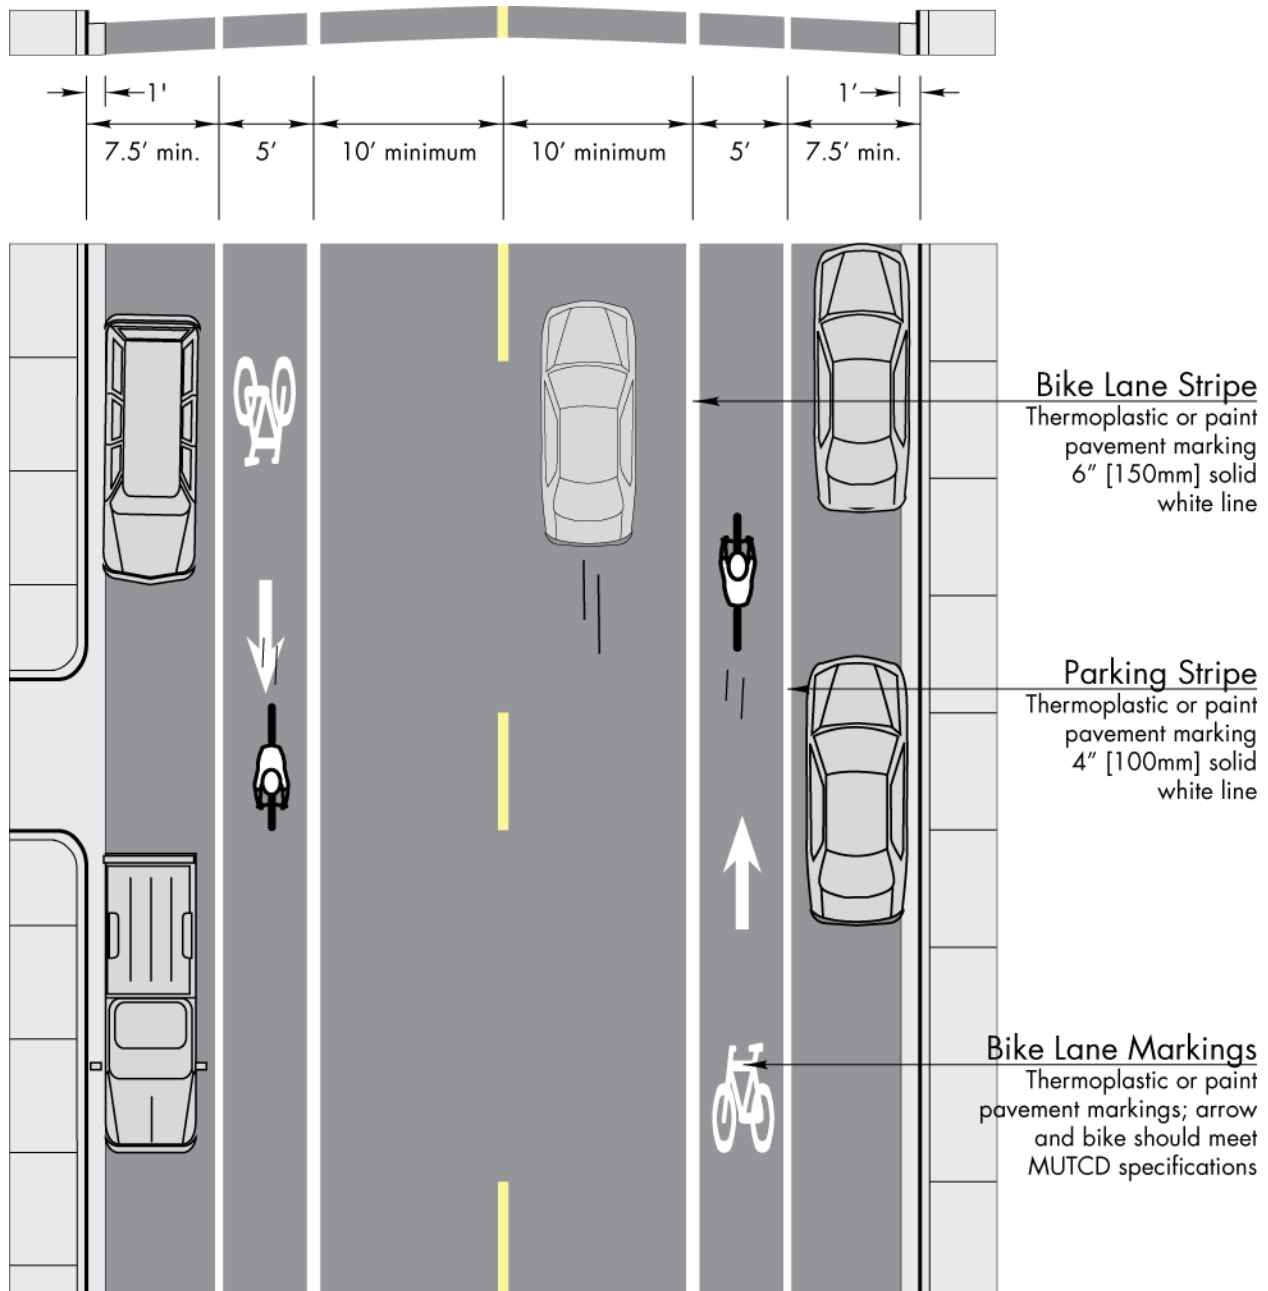 1' 1’
7.5’ min. 5’ 10’ minimum 10’ minimum 5’ 7.5’ min.
Bike Lane Stripe
Thermoplastic or paint
pavement marking
6” [150mm] solid
white line
Parking Stripe
Thermoplastic or paint
pavement marking
4” [100mm] solid
white line
Bike Lane Markings
Thermoplastic or paint
pavement markings; arrow
and bike should meet
MUTCD specifications